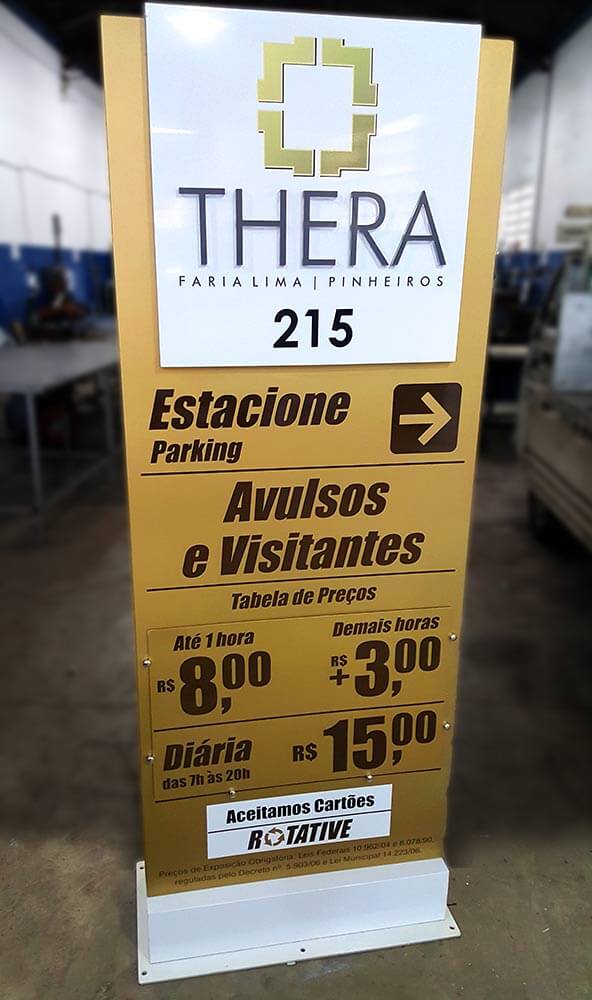 THERA
FARIA LIMA | PINHEIROS
215
Estacione
Parking
Avulsos
e Visitantes
Tabela de Preços
Até 1 hora
R$ 8,00
Demais horas
R$ +3,00
Diária
das 7h às 20h
R$ 15,00
Aceitamos Cartões
ROTATIVE
Preços de Exposição Obrigatória: Leis Federais 10.962/04 e 8.078/90,
reguladas pelo Decreto nº. 5.903/06 e Lei Municipal 14.223/06.